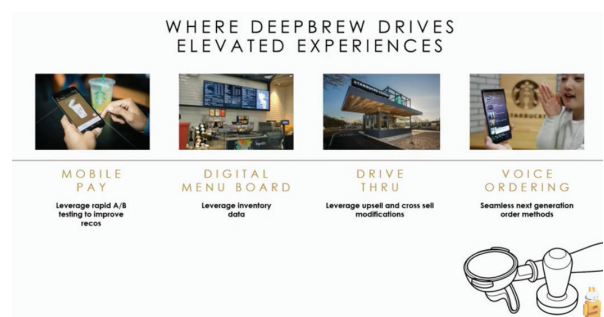 WHERE DEEPBREW DRIVES
ELEVATED EXPERIENCES
MOBILE
PAY
Leverage rapid A/B
testing to improve
recos
DIGITAL
MENU BOARD
Leverage inventory
data
DRIVE
THRU
Leverage upsell and cross sell
modifications
VOICE
ORDERING
Seamless next generation
order methods